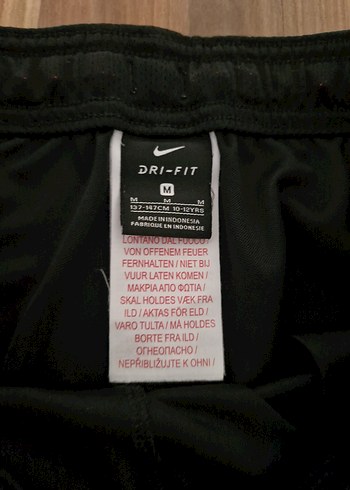 DRI-FIT
M
M M M
137-147CM 10-12YRS
MADE IN INDONESIA
FABRIQUÉ EN INDONESIE
LONTANO DAL FUOCO /
VON OFFENEM FEUER
FERNHALTEN / NIET BIJ
VUUR LATEN KOMEN /
ΜΑΚΡΙΑ ΑΠΟ ΦΩΤΙΑ /
SKAL HOLDES VÆK FRA
ILD / AKTAS FÖR ELD /
VARO TULTA / MÅ HOLDES
BORTE FRA ILD /
ОГНЕОПАСНО /
NEPŘIBLIŽUJTE K OHNI /